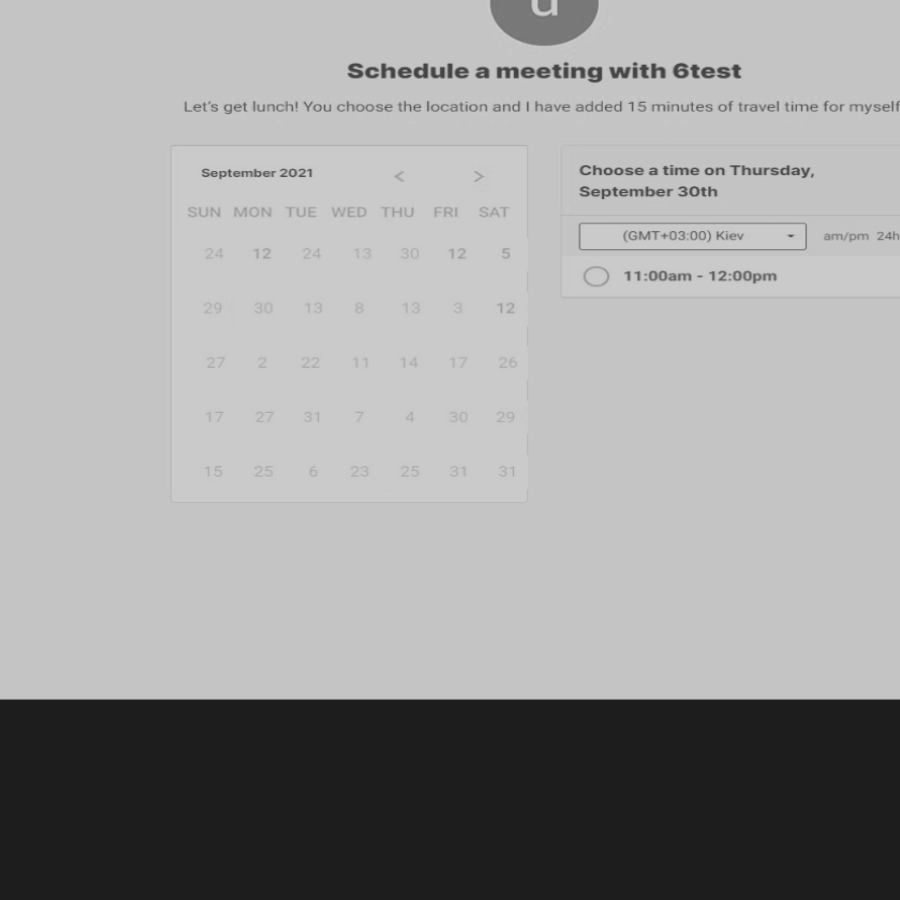 d
Schedule a meeting with 6test
Let's get lunch! You choose the location and I have added 15 minutes of travel time for myself
September 2021 < >
SUN MON TUE WED THU FRI SAT
24 12 24 13 30 12 5
29 30 13 8 13 3 12
27 2 22 11 14 17 26
17 27 31 7 4 30 29
15 25 6 23 25 31 31
Choose a time on Thursday,
September 30th
(GMT+03:00) Kiev am/pm 24h
11:00am - 12:00pm